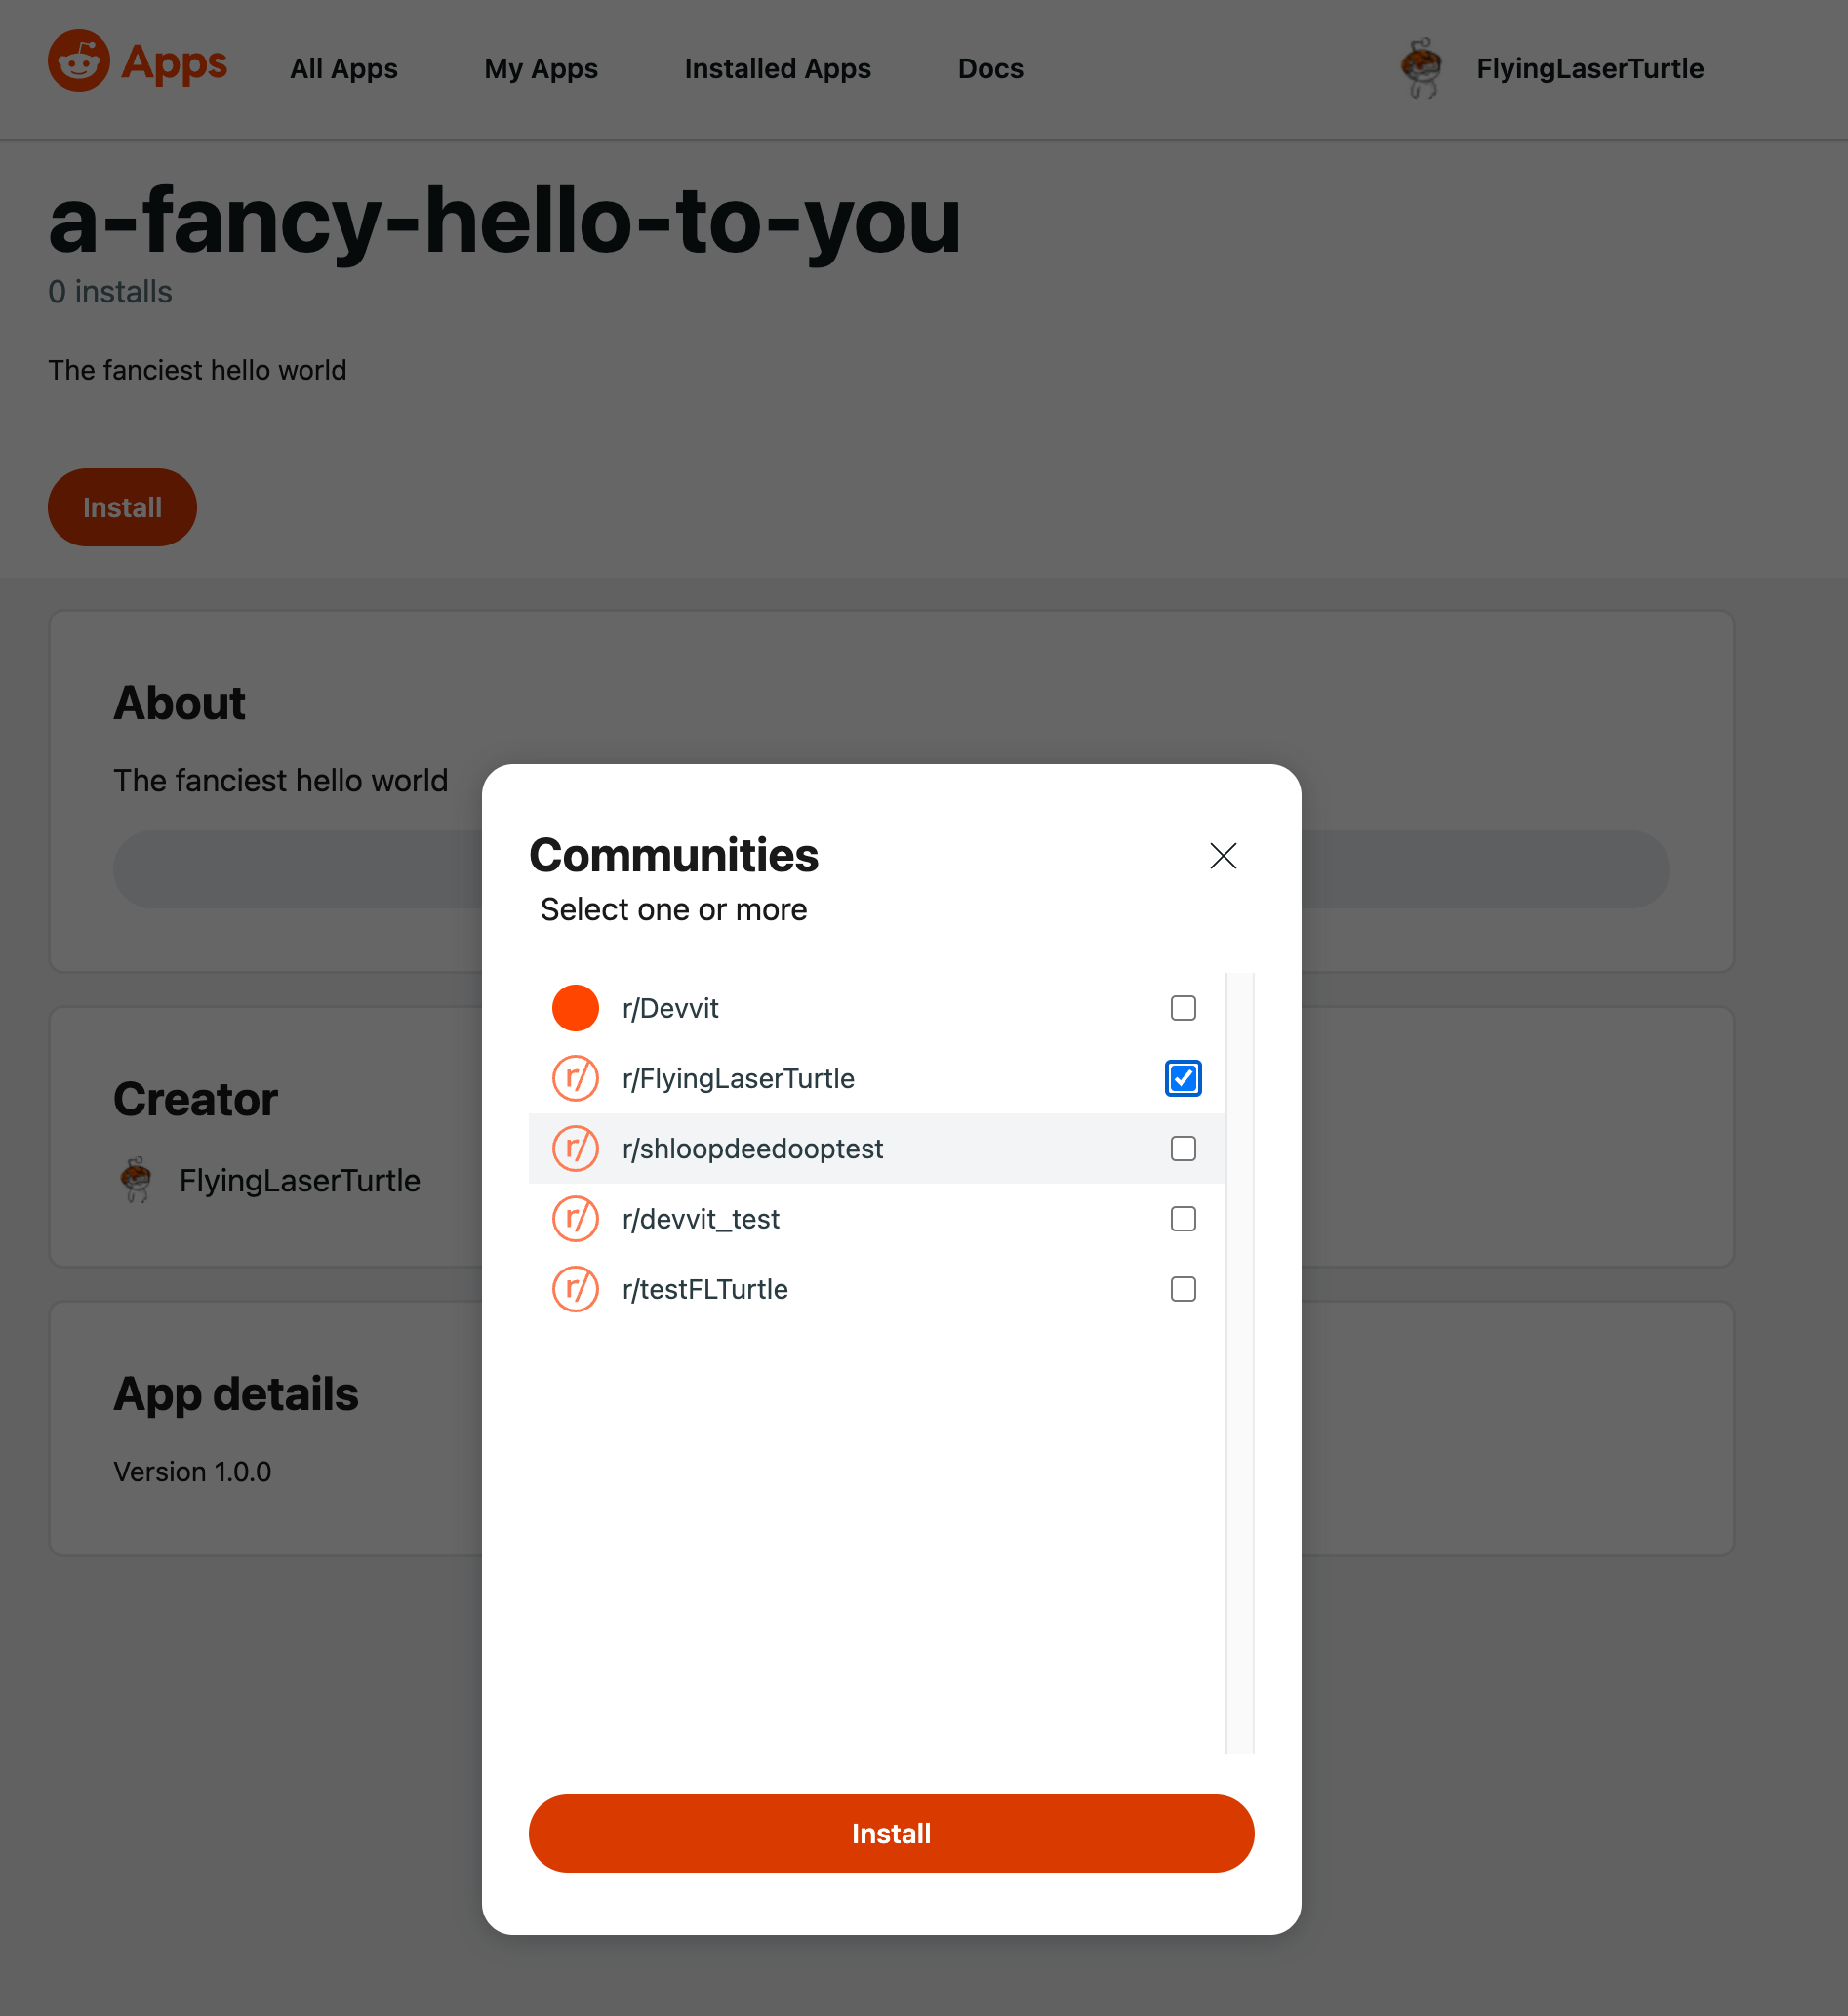 Apps All Apps My Apps Installed Apps Docs FlyingLaserTurtle
a-fancy-hello-to-you
0 installs
The fanciest hello world
Install
About
The fanciest hello world
Creator
FlyingLaserTurtle
App details
Version 1.0.0
Communities
Select one or more
r/Devvit
r/ r/FlyingLaserTurtle
r/ r/shloopdeedooptest
r/ r/devvit_test
r/ r/testFLTurtle
Install